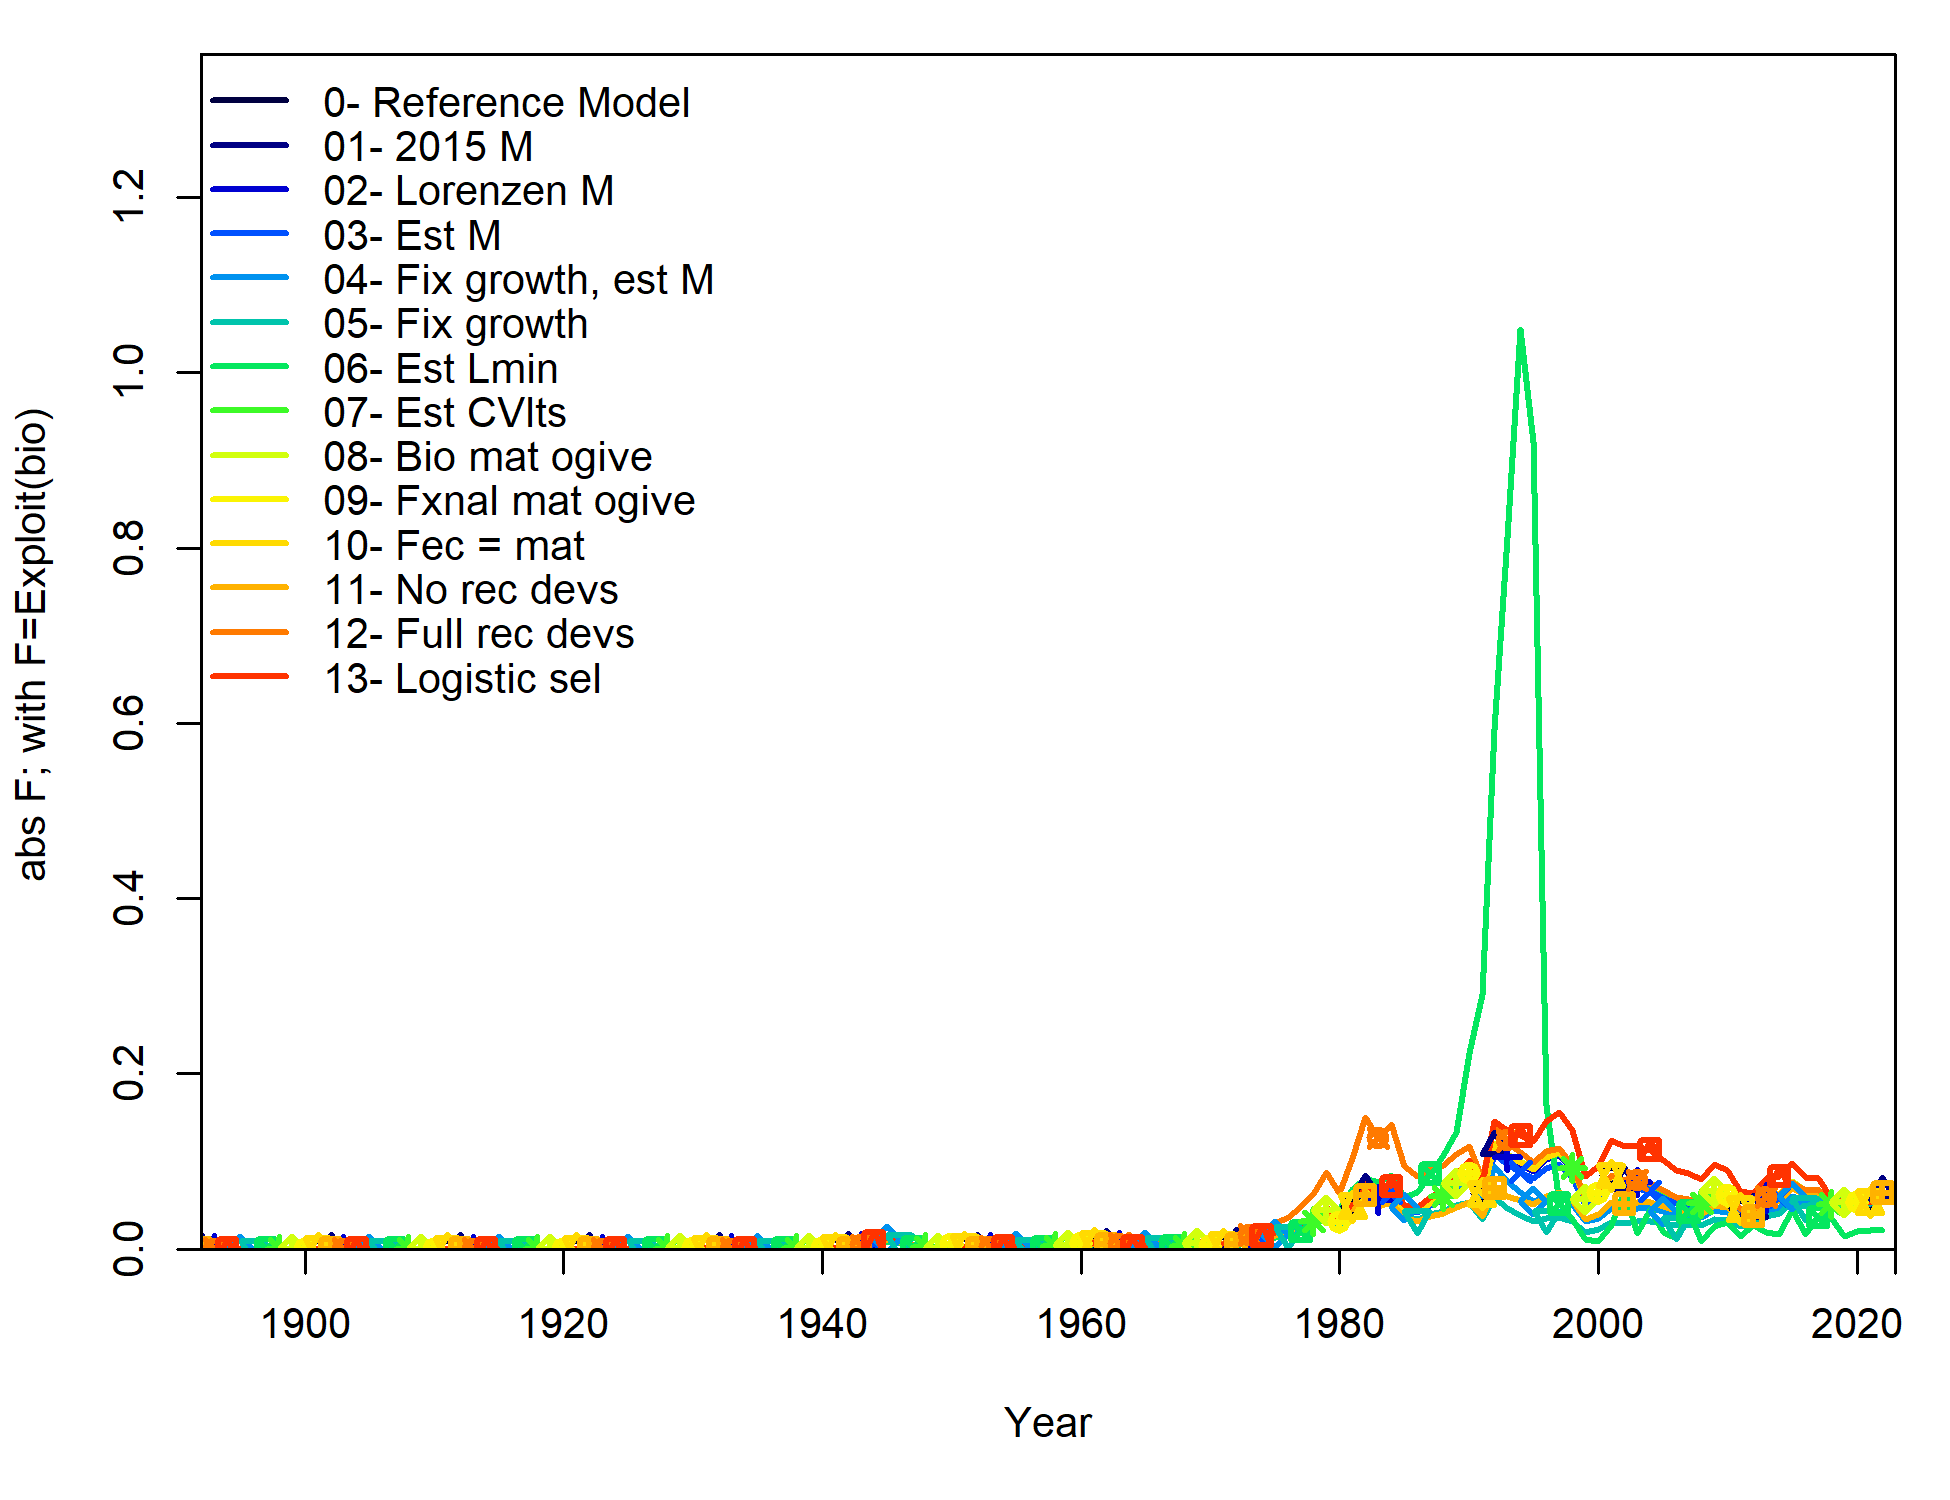 0- Reference Model
01- 2015 M
02- Lorenzen M
03- Est M
04- Fix growth, est M
05- Fix growth
06- Est Lmin
07- Est CVlts
08- Bio mat ogive
09- Fxnal mat ogive
10- Fec = mat
11- No rec devs
12- Full rec devs
13- Logistic sel
abs F; with F=Exploit(bio)
1.2
1.0
0.8
0.6
0.4
0.2
0.0
1900 1920 1940 1960 1980 2000 2020
Year